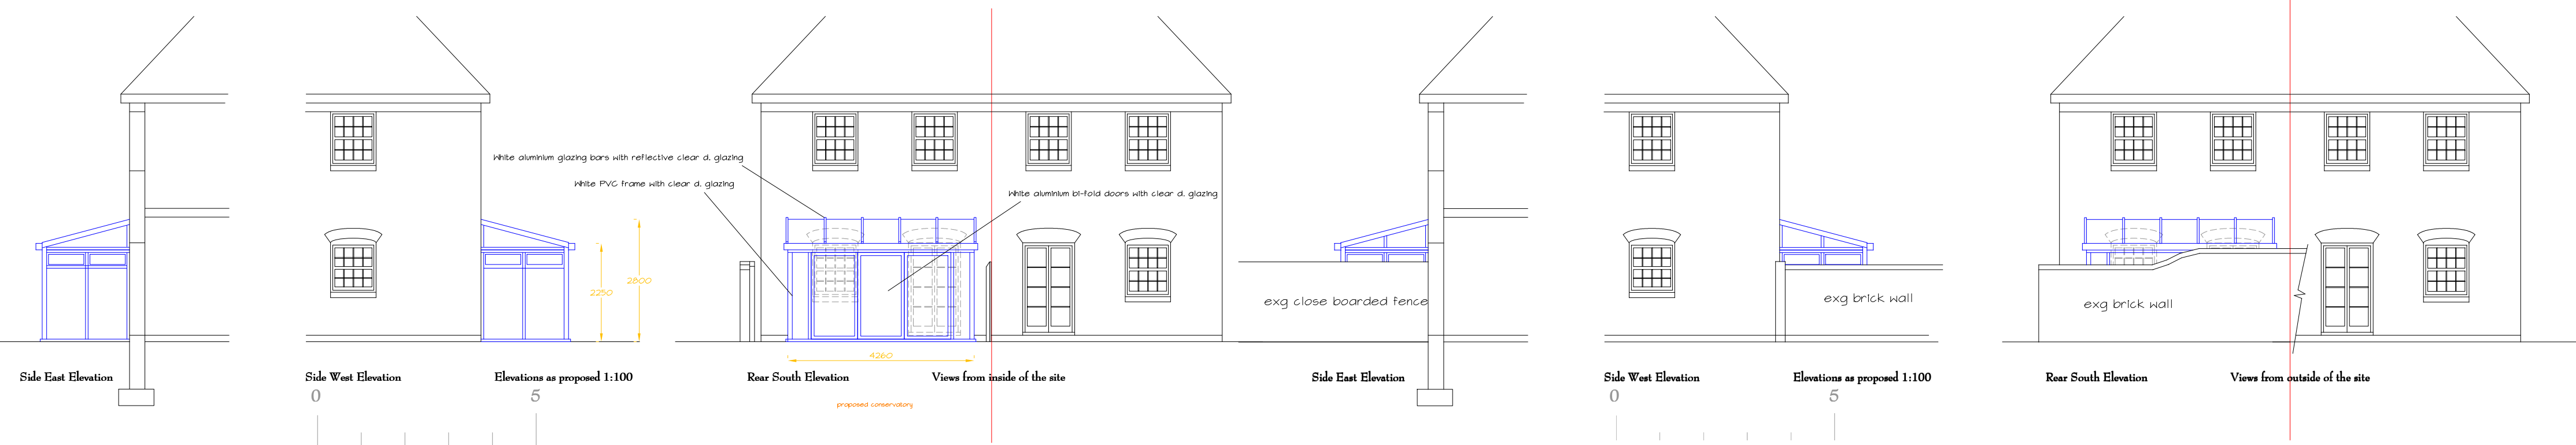 White aluminium glazing bars with reflective clear d. glazing
White PVC frame with clear d. glazing
White aluminium bi-fold doors with clear d. glazing
2250
2800
4260
exg close boarded fence
exg brick wall
exg brick wall
Side East Elevation
Side West Elevation
Elevations as proposed 1:100
Rear South Elevation
Views from inside of the site
Side East Elevation
Side West Elevation
Elevations as proposed 1:100
Rear South Elevation
Views from outside of the site
0
5
proposed conservatory
0
5